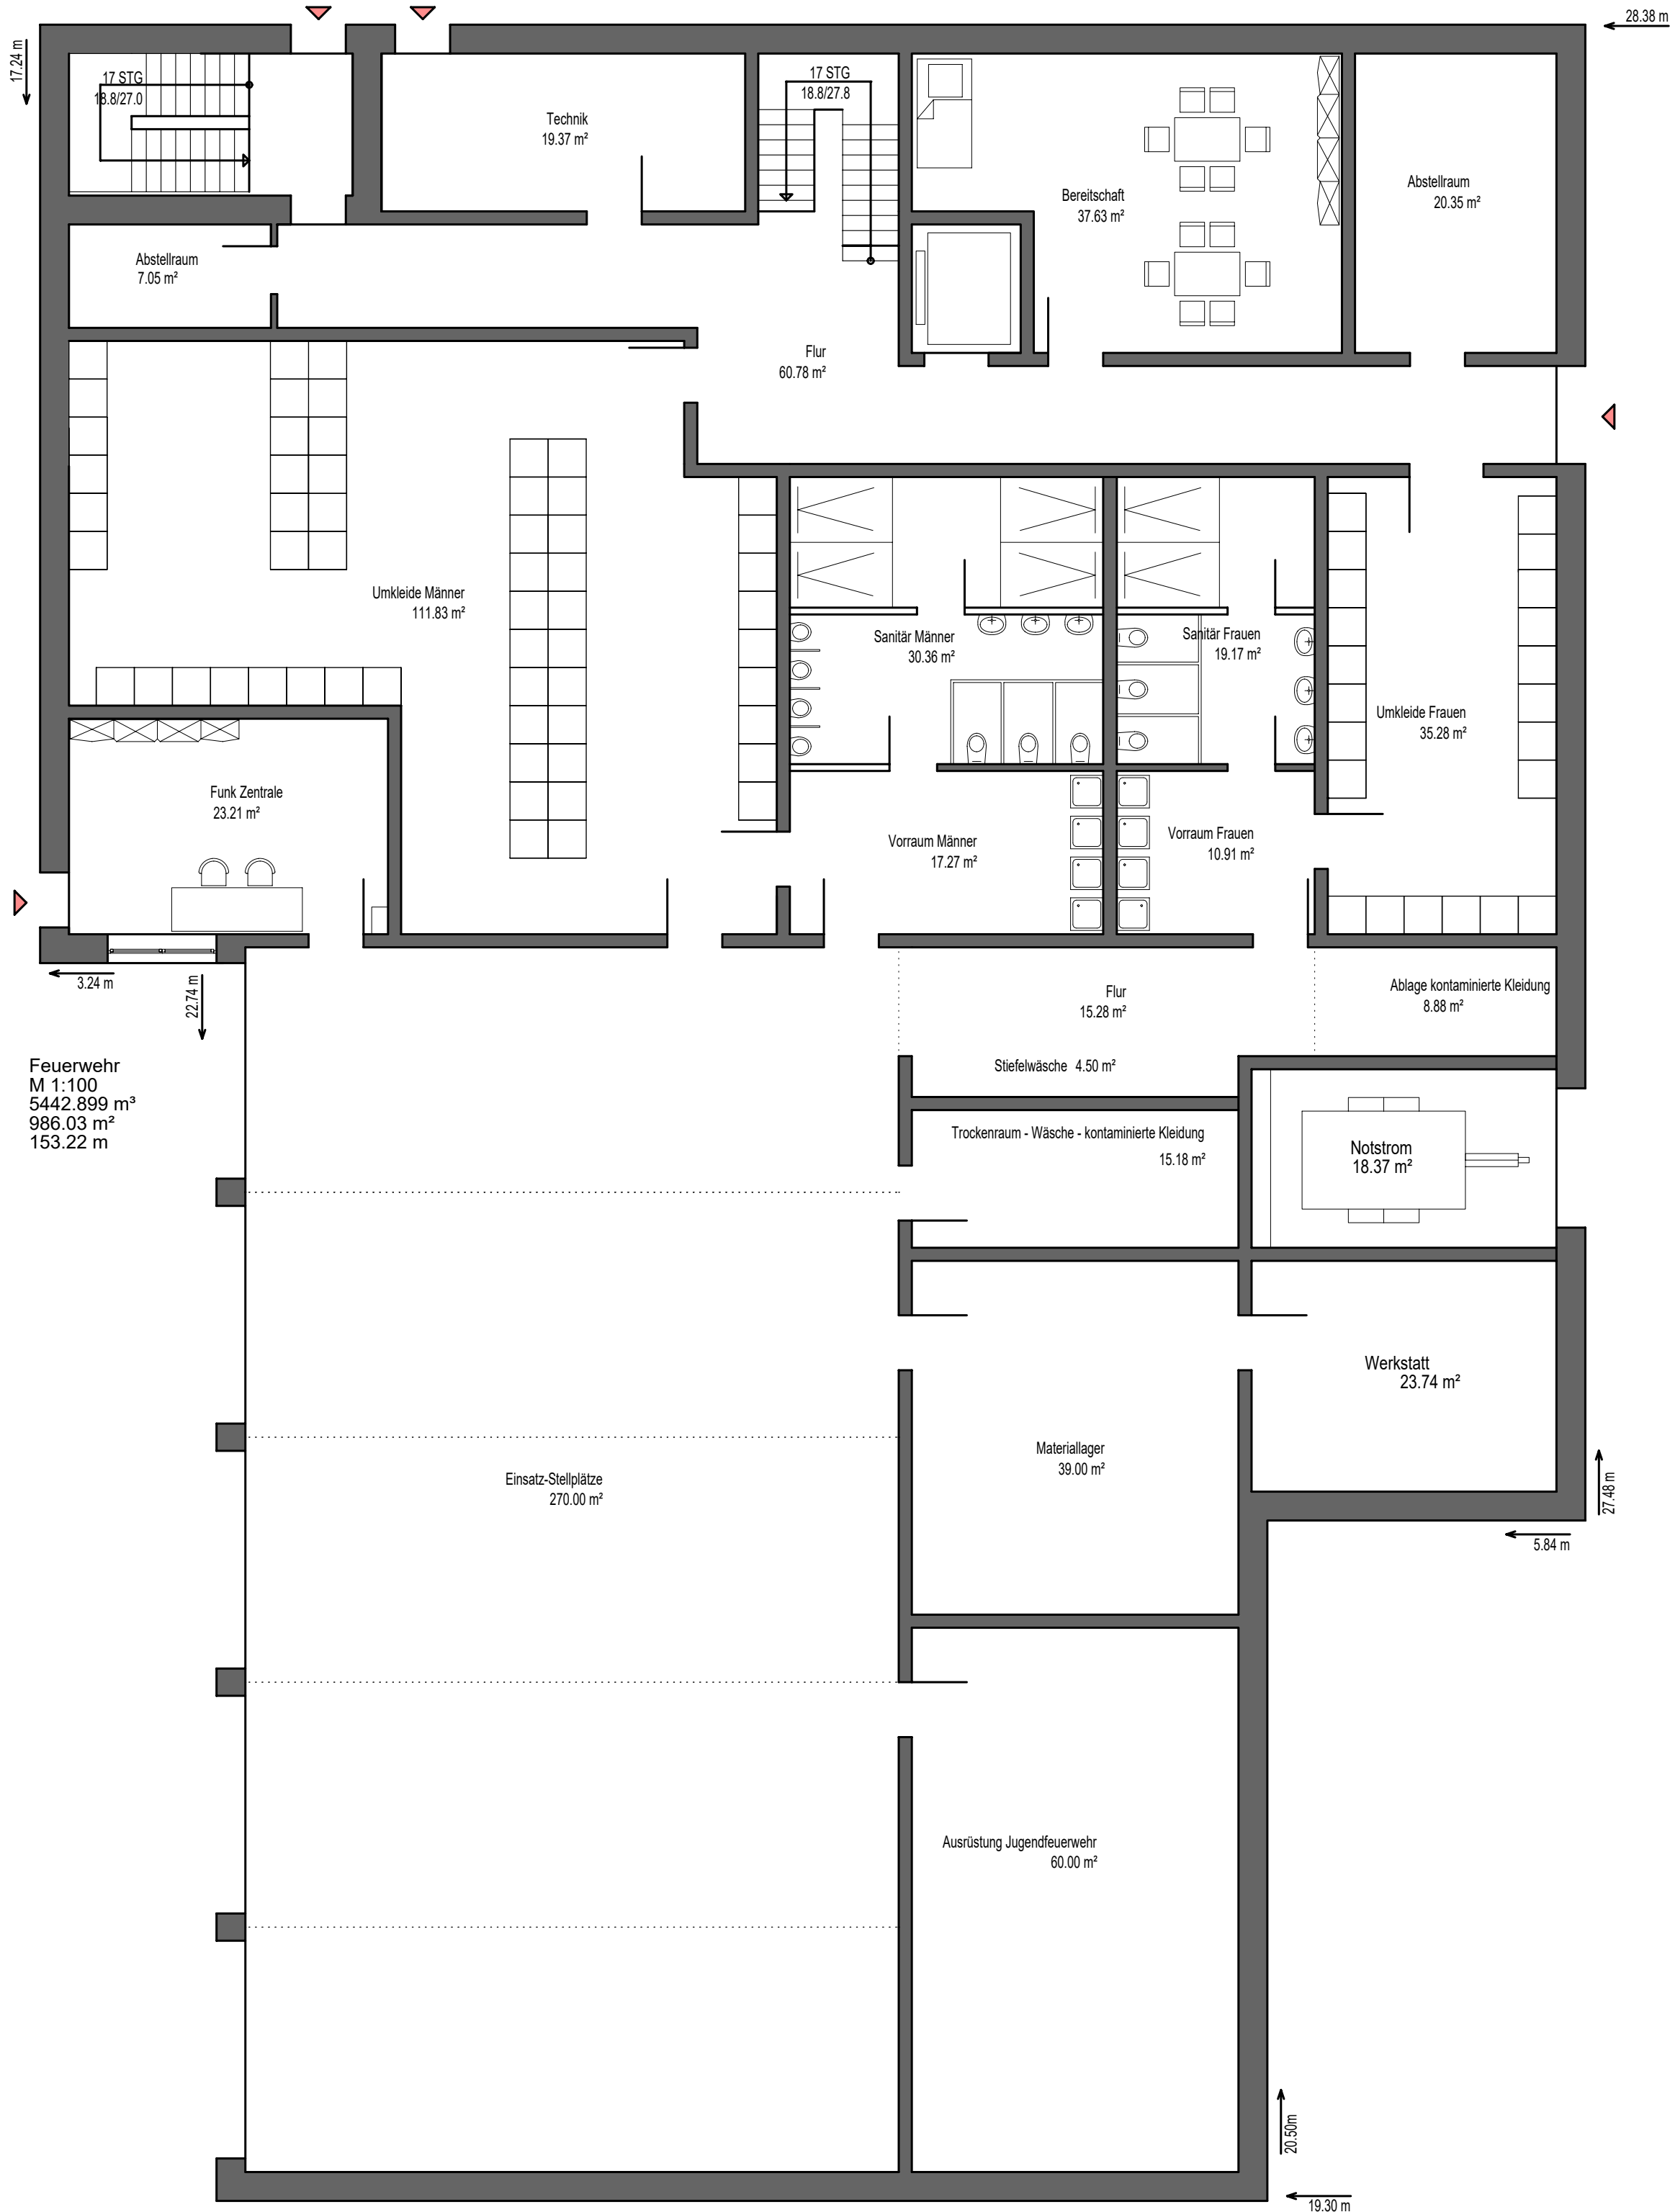 28.38 m
17.24 m
17 STG
18.8/27.0
Technik
19.37 m²
17 STG
18.8/27.8
Bereitschaft
37.63 m²
Abstellraum
20.35 m²
Abstellraum
7.05 m²
Flur
60.78 m²
Umkleide Männer
111.83 m²
Sanitär Männer
30.36 m²
Sanitär Frauen
19.17 m²
Umkleide Frauen
35.28 m²
Funk Zentrale
23.21 m²
Vorraum Männer
17.27 m²
Vorraum Frauen
10.91 m²
3.24 m
22.74 m
Flur
15.28 m²
Ablage kontaminierte Kleidung
8.88 m²
Stiefelwäsche 4.50 m²
Feuerwehr
M 1:100
5442.899 m³
986.03 m²
153.22 m
Trockenraum - Wäsche - kontaminierte Kleidung
15.18 m²
Notstrom
18.37 m²
Werkstatt
23.74 m²
Materiallager
39.00 m²
Einsatz-Stellplätze
270.00 m²
27.48 m
5.84 m
Ausrüstung Jugendfeuerwehr
60.00 m²
20.50m
19.30 m